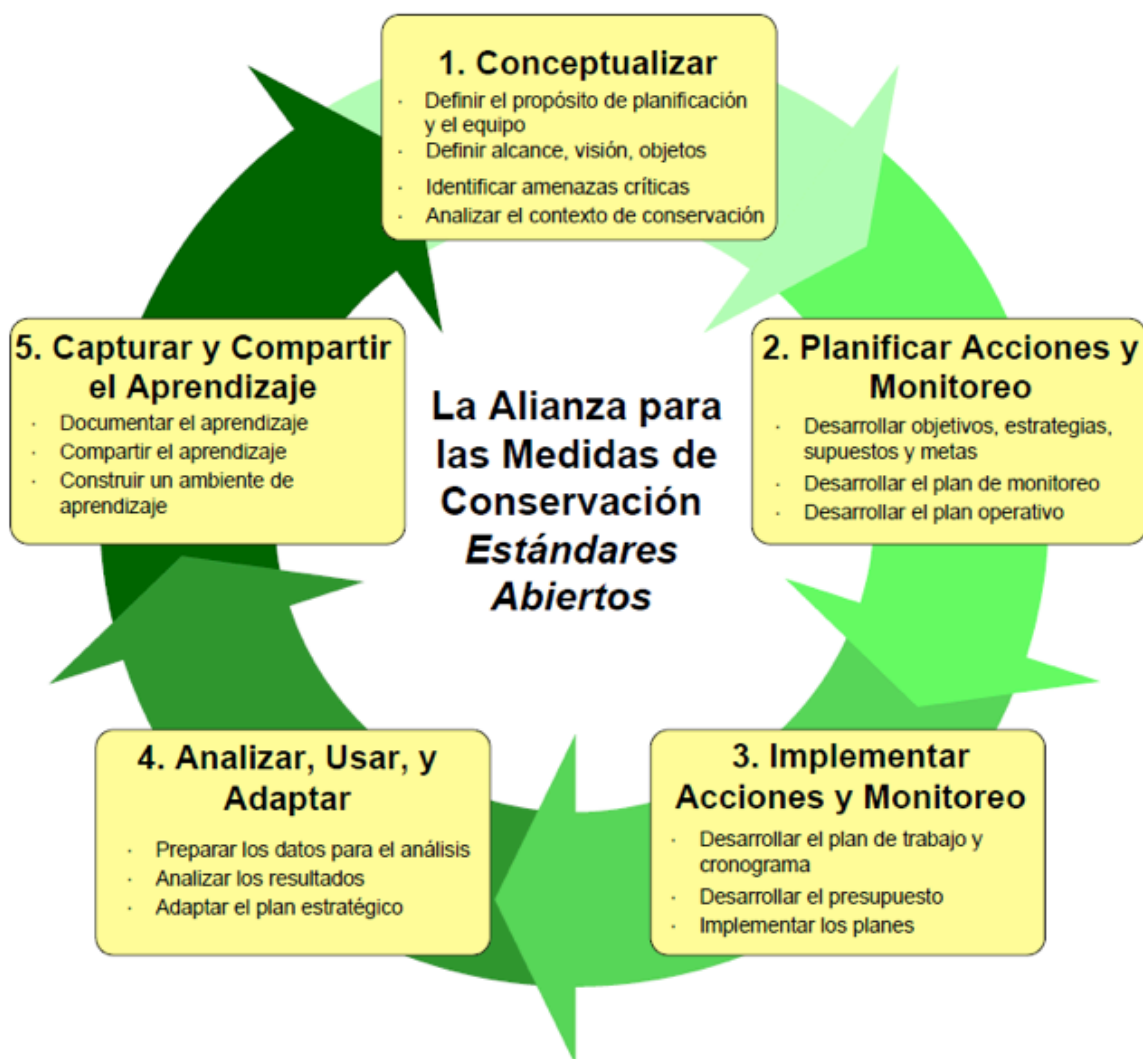 1. Conceptualizar
· Definir el propósito de planificación
y el equipo
· Definir alcance, visión, objetos
· Identificar amenazas críticas
· Analizar el contexto de conservación
2. Planificar Acciones y
Monitoreo
· Desarrollar objetivos, estrategias,
supuestos y metas
· Desarrollar el plan de monitoreo
· Desarrollar el plan operativo
3. Implementar
Acciones y Monitoreo
· Desarrollar el plan de trabajo y
cronograma
· Desarrollar el presupuesto
· Implementar los planes
4. Analizar, Usar, y
Adaptar
· Preparar los datos para el análisis
· Analizar los resultados
· Adaptar el plan estratégico
5. Capturar y Compartir
el Aprendizaje
· Documentar el aprendizaje
· Compartir el aprendizaje
· Construir un ambiente de
aprendizaje
La Alianza para
las Medidas de
Conservación
Estándares
Abiertos